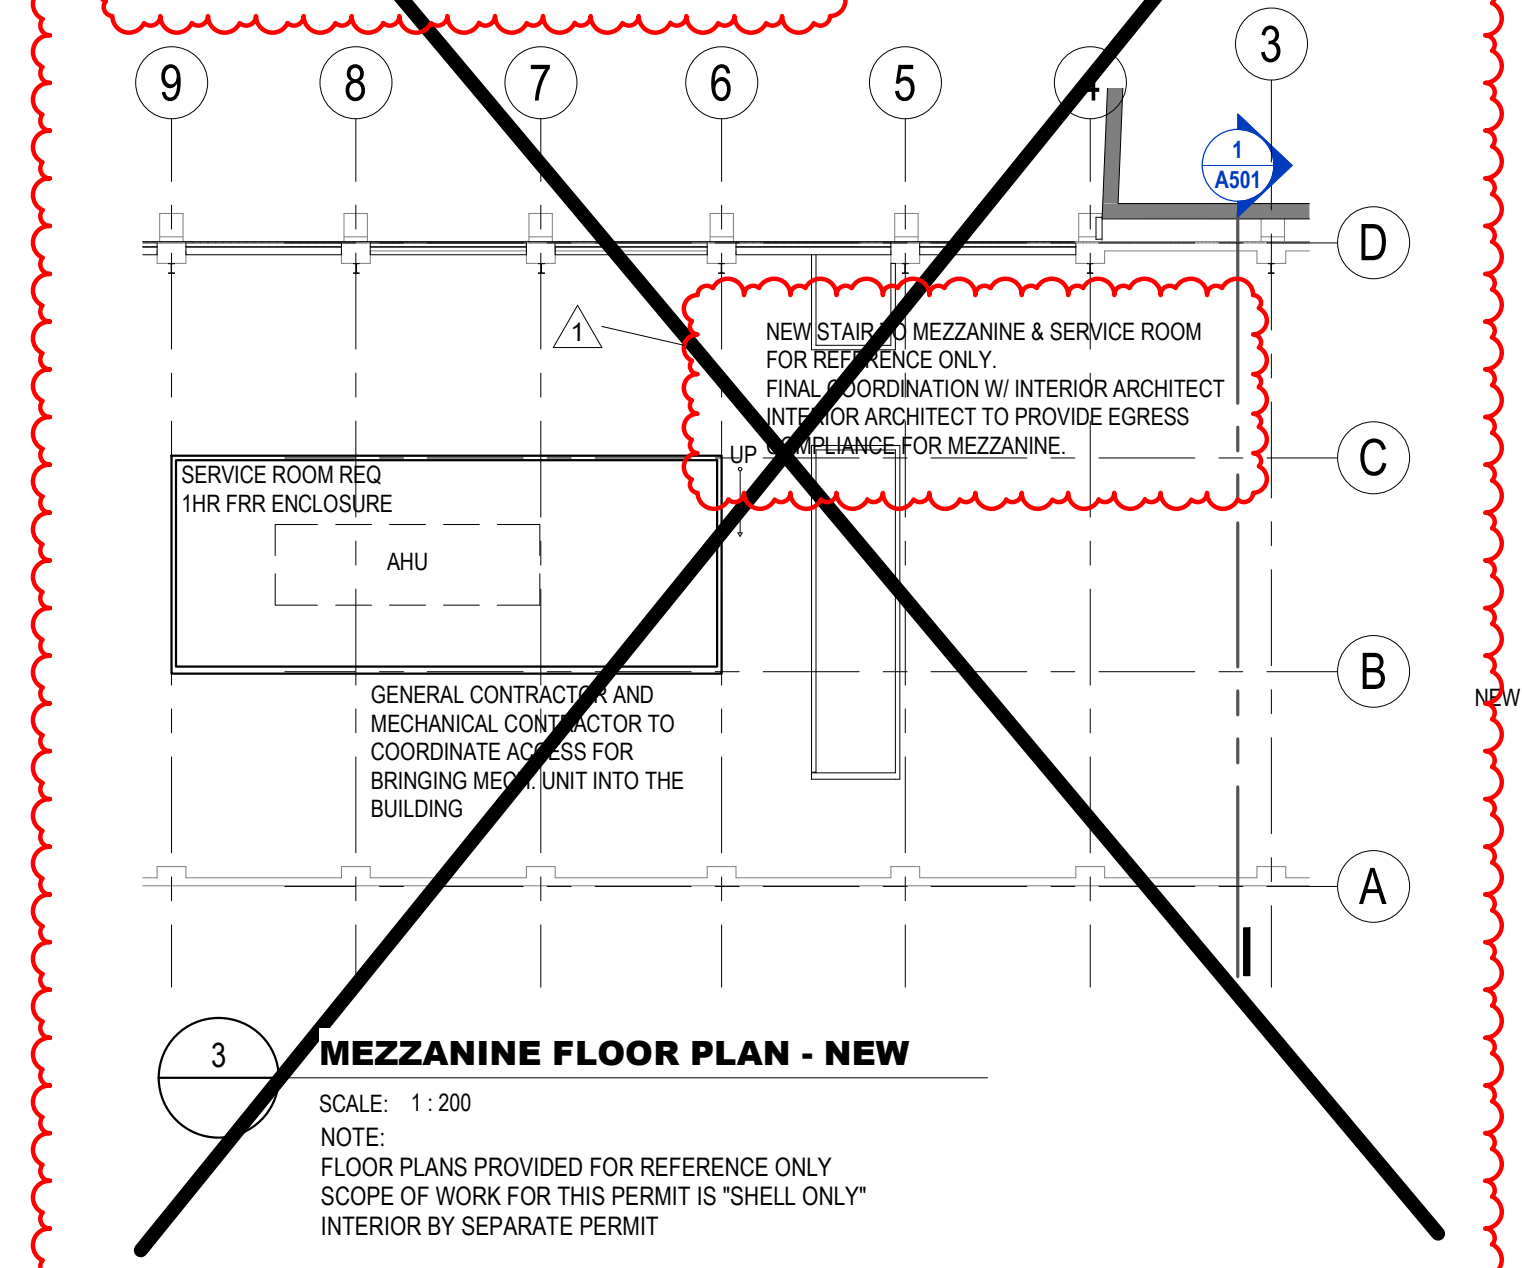 9
8
7
6
5
4
3
1
A501
D
1
NEW STAIR TO MEZZANINE & SERVICE ROOM
FOR REFERENCE ONLY.
FINAL COORDINATION W/ INTERIOR ARCHITECT
INTERIOR ARCHITECT TO PROVIDE EGRESS
COMPLIANCE FOR MEZZANINE.
UP
C
SERVICE ROOM REQ
1HR FRR ENCLOSURE
AHU
B
NEW
GENERAL CONTRACTOR AND
MECHANICAL CONTRACTOR TO
COORDINATE ACCESS FOR
BRINGING MECH. UNIT INTO THE
BUILDING
A
3
MEZZANINE FLOOR PLAN - NEW
SCALE: 1 : 200
NOTE:
FLOOR PLANS PROVIDED FOR REFERENCE ONLY
SCOPE OF WORK FOR THIS PERMIT IS "SHELL ONLY"
INTERIOR BY SEPARATE PERMIT